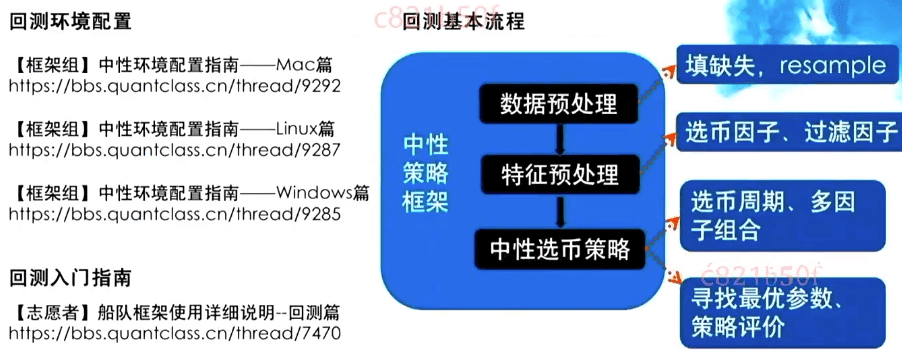 回测环境配置
【框架组】中性环境配置指南——Mac篇
https://bbs.quantclass.cn/thread/9292
【框架组】中性环境配置指南——Linux篇
https://bbs.quantclass.cn/thread/9287
【框架组】中性环境配置指南——Windows篇
https://bbs.quantclass.cn/thread/9285
回测入门指南
【志愿者】船队框架使用详细说明--回测篇
https://bbs.quantclass.cn/thread/7470
c821b50f
回测基本流程
中性
策略
框架
数据预处理
特征预处理
中性选币策略
填缺失，resample
选币因子、过滤因子
选币周期、多因
子组合
c821b50f
寻找最优参数、
策略评价